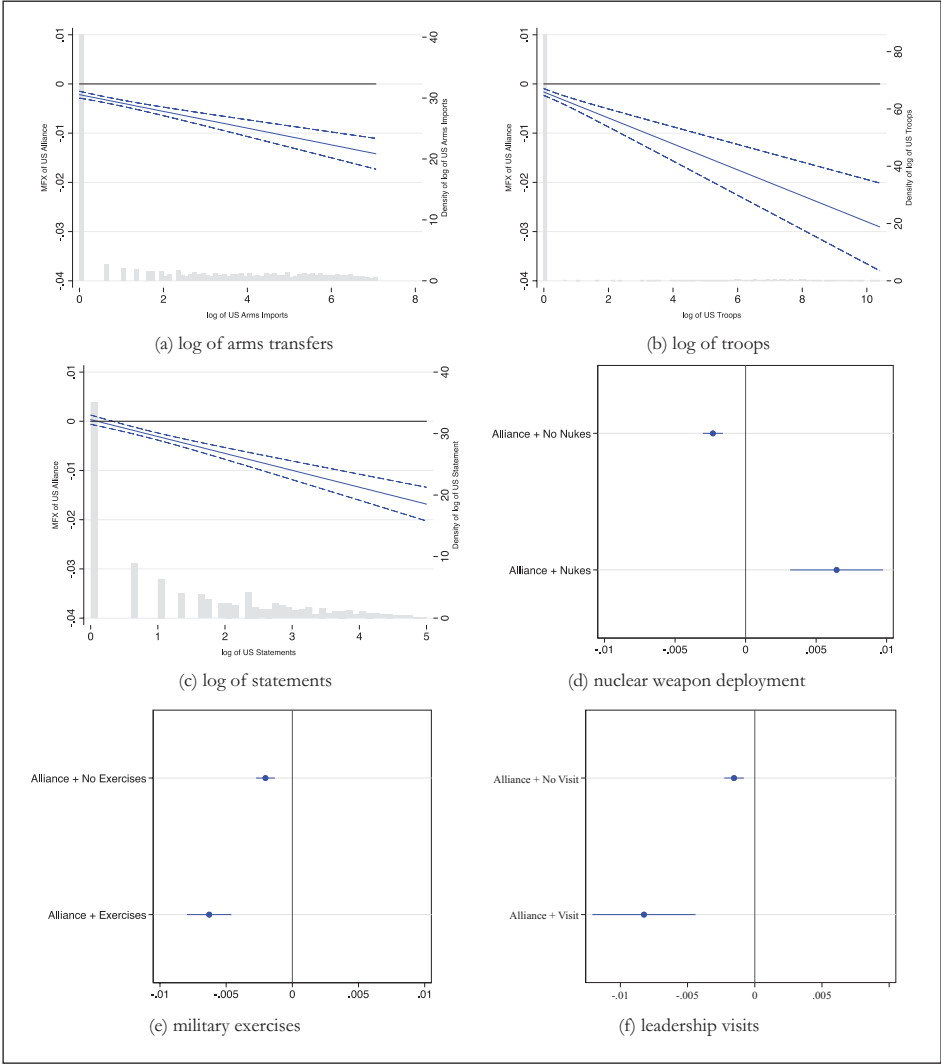 .01
0
-.01
-.02
-.03
-.04
MFX of US Alliance
40
30
20
10
0
Density of log of US Arms Imports
0 2 4 6 8
log of US Arms Imports
(a) log of arms transfers
.01
0
-.01
-.02
-.03
-.04
MFX of US Alliance
80
60
40
20
0
Density of log of US Troops
0 2 4 6 8 10
log of US Troops
(b) log of troops
.01
0
-.01
-.02
-.03
-.04
MFX of US Alliance
40
30
20
10
0
Density of log of US Statement
0 1 2 3 4 5
log of US Statements
(c) log of statements
Alliance + No Nukes
Alliance + Nukes
-.01 -.005 0 .005 .01
(d) nuclear weapon deployment
Alliance + No Exercises
Alliance + Exercises
-.01 -.005 0 .005 .01
(e) military exercises
Alliance + No Visit
Alliance + Visit
-.01 -.005 0 .005
(f) leadership visits